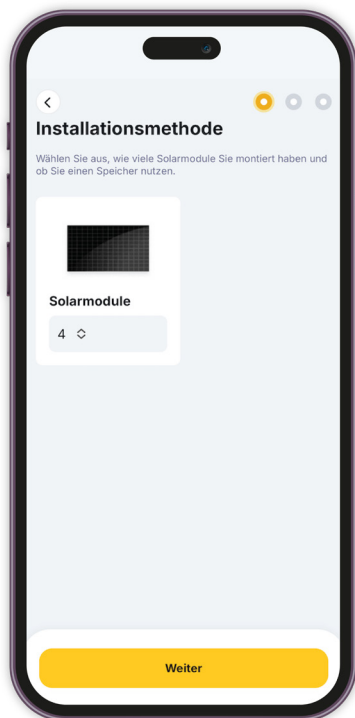 Installationsmethode
Wählen Sie aus, wie viele Solarmodule Sie montiert haben und
ob Sie einen Speicher nutzen.
Solarmodule
4
Weiter